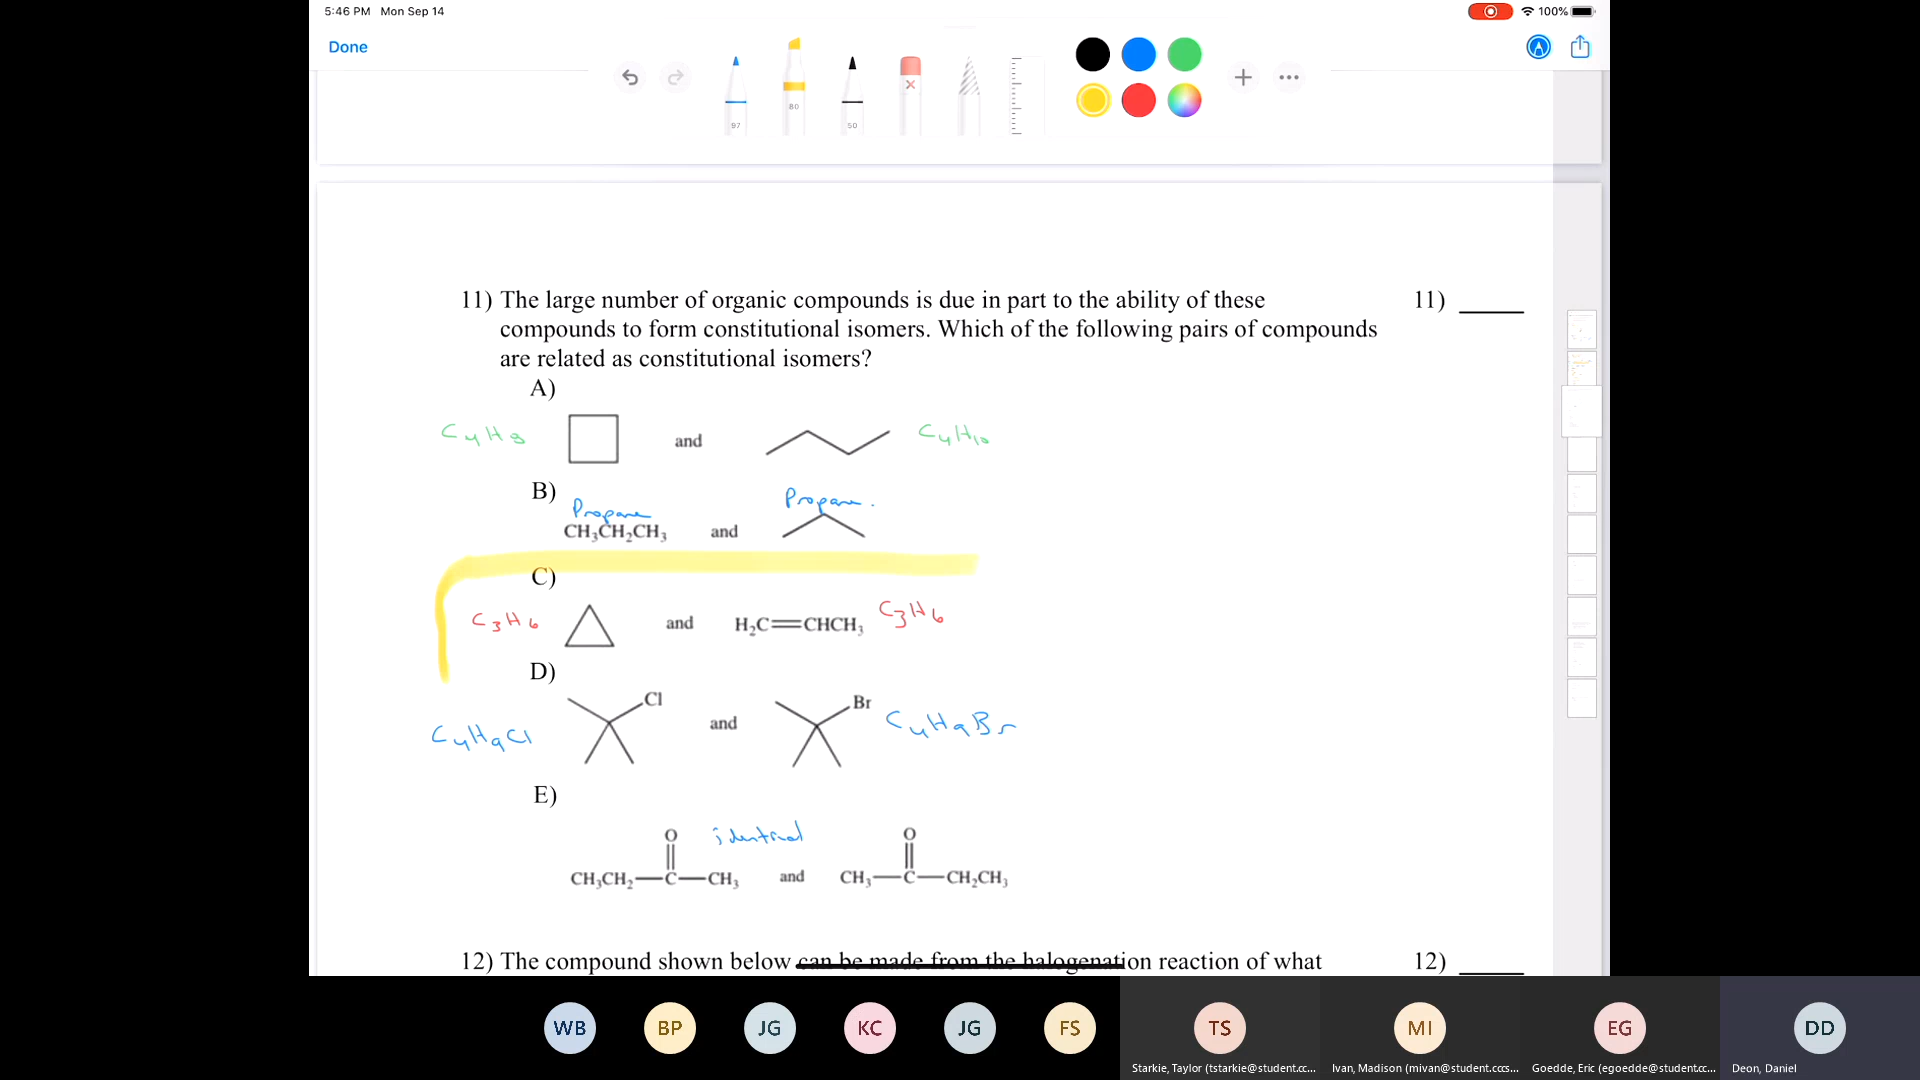 5:46 PM Mon Sep 14
100%
Done
97
80
50
11) The large number of organic compounds is due in part to the ability of these
compounds to form constitutional isomers. Which of the following pairs of compounds
are related as constitutional isomers?
11) ____
A)
C4H8 and C4H10
B)
Propane Propane.
CH₃CH₂CH₃ and
C)
C3H6 and H₂C=CHCH₃ C3H6
D)
Cl Br
C4H9Cl and C4H9Br
E)
O identical O
CH₃CH₂—C—CH₃ and CH₃—C—CH₂CH₃
12) The compound shown below can be made from the halogenation reaction of what
12) ____
WB BP JG KC JG FS TS MI EG DD
Starkie, Taylor (tstarkie@student.cc...
Ivan, Madison (mivan@student.cccs...
Goedde, Eric (egoedde@student.cc...
Deon, Daniel